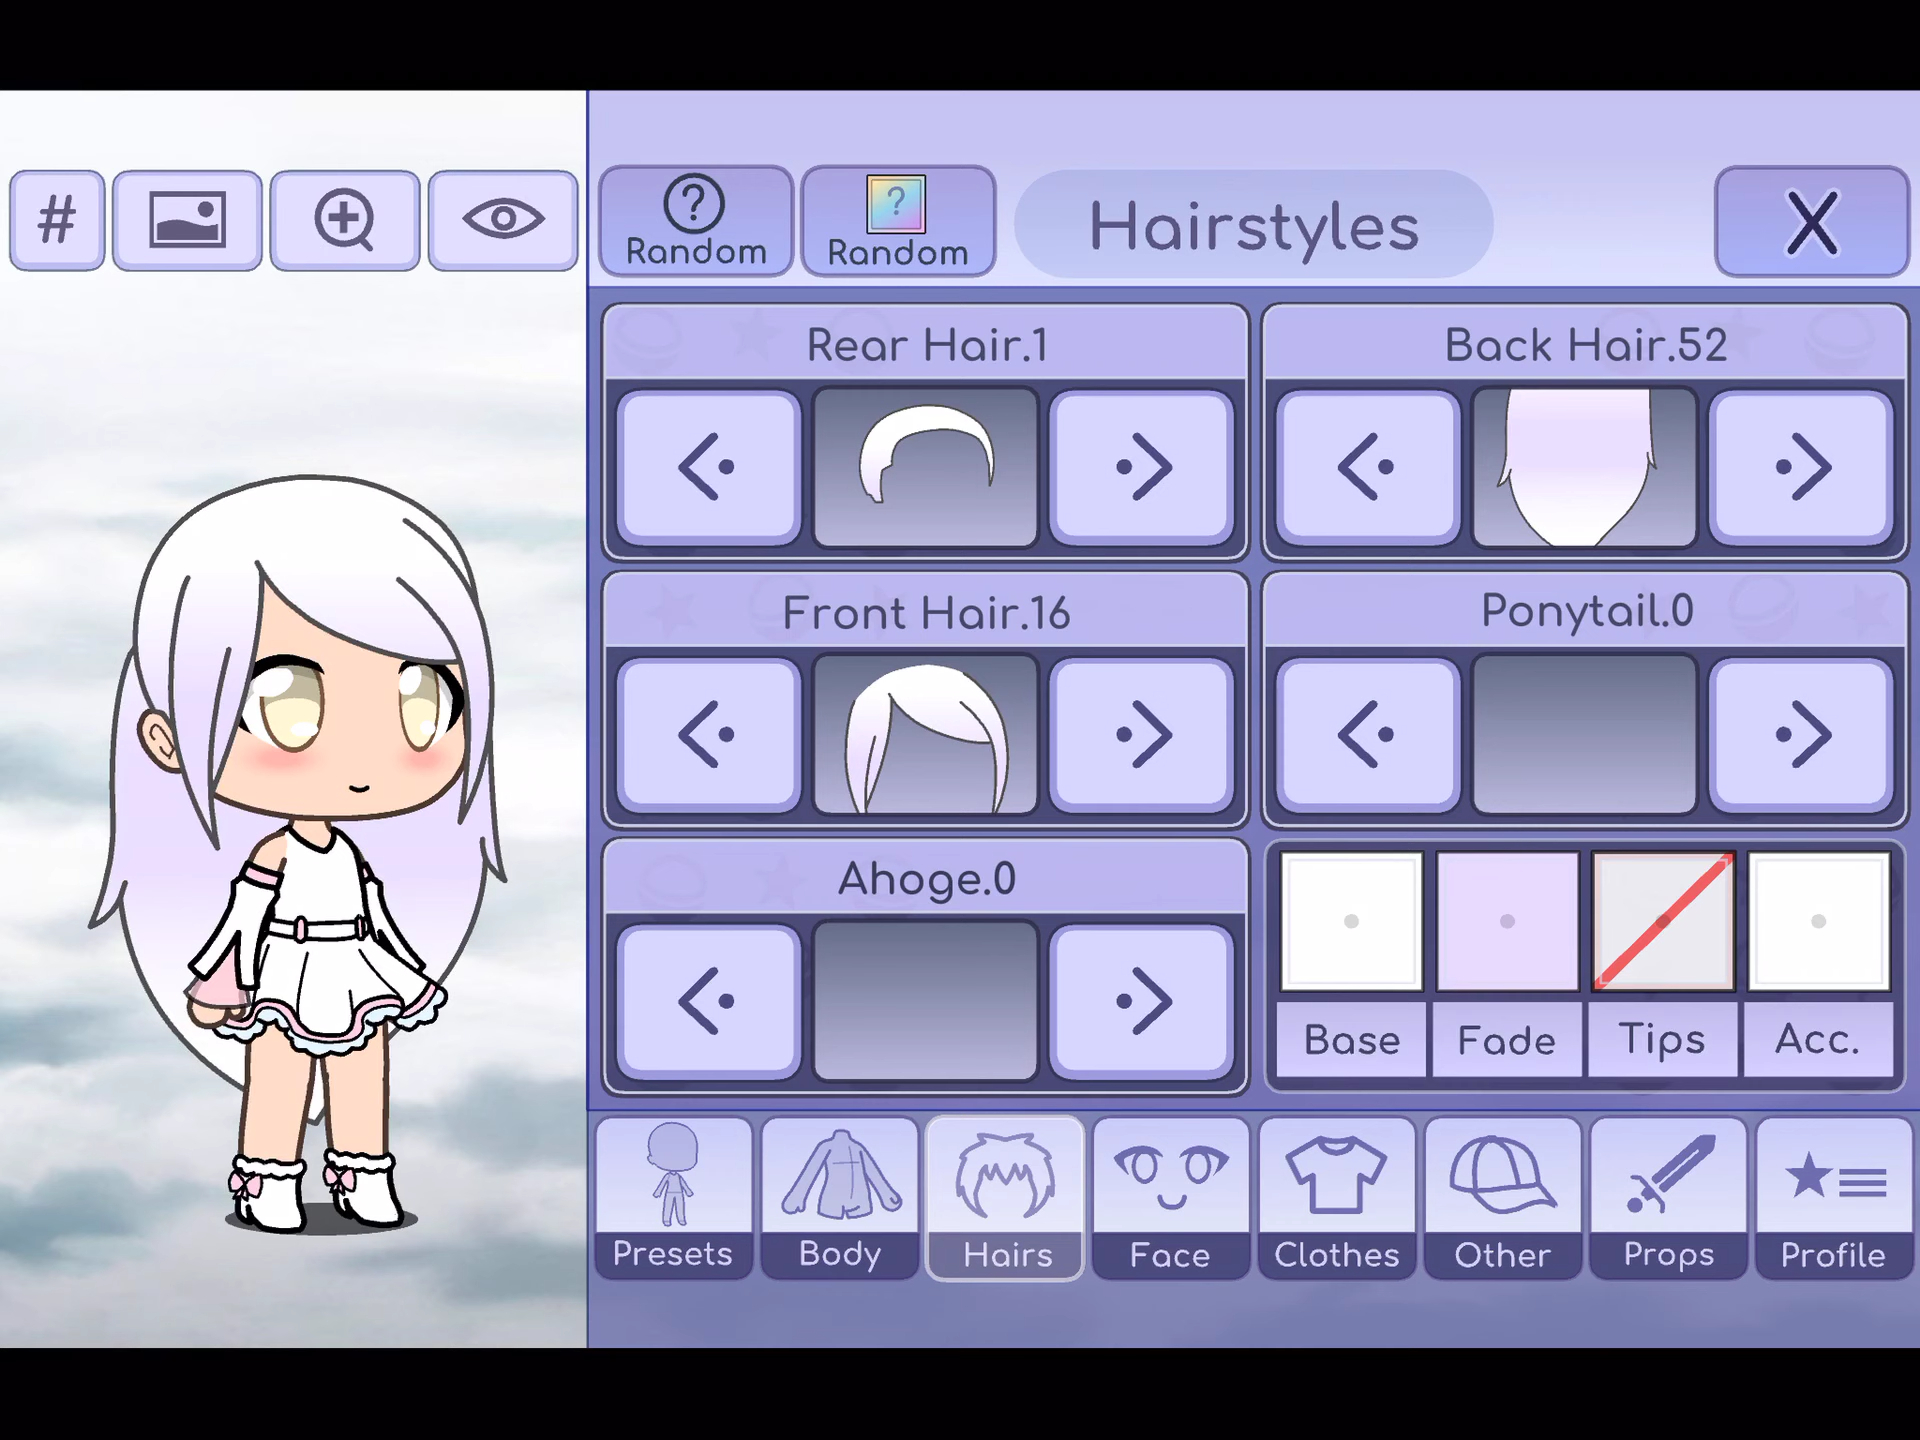 #
? Random
? Random
Hairstyles
X
Rear Hair.1
Back Hair.52
Front Hair.16
Ponytail.0
Ahoge.0
Base
Fade
Tips
Acc.
Presets
Body
Hairs
Face
Clothes
Other
Props
Profile